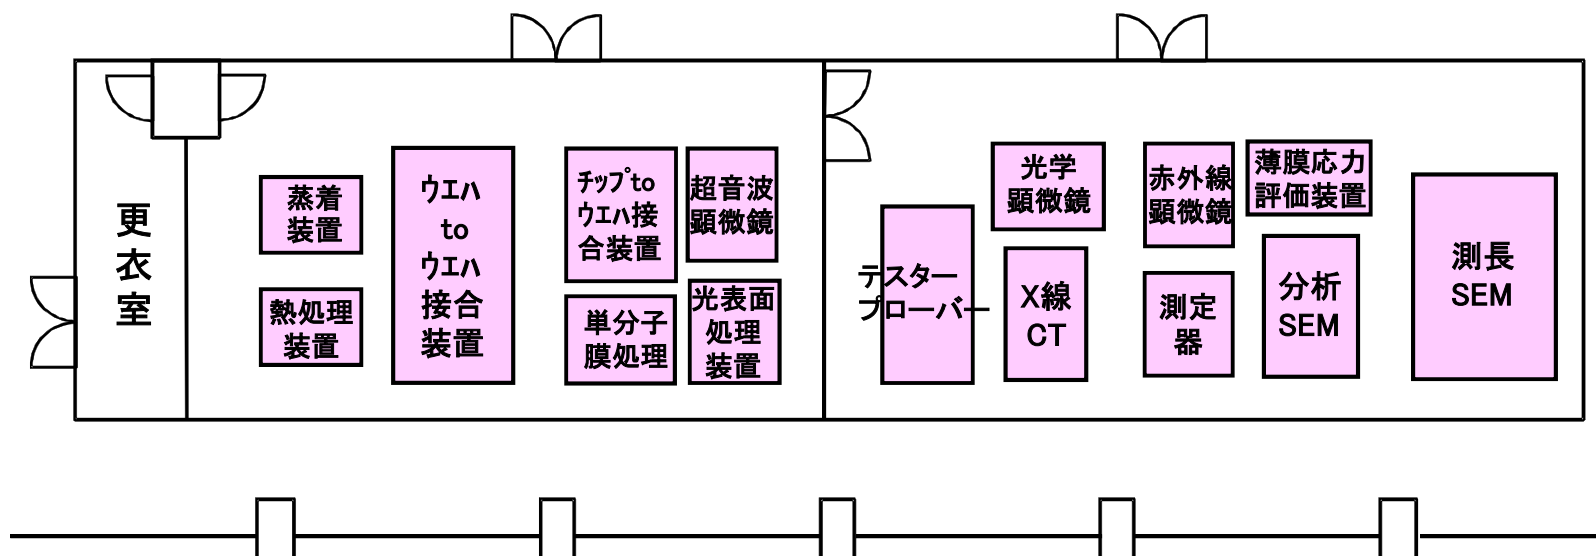 更
衣
室
蒸着
装置
熱処理
装置
ウエハ
to
ウエハ
接合
装置
チップto
ウエハ接
合装置
単分子
膜処理
超音波
顕微鏡
光表面
処理
装置
テスター
プローバー
光学
顕微鏡
X線
CT
赤外線
顕微鏡
測定
器
薄膜応力
評価装置
分析
SEM
測長
SEM